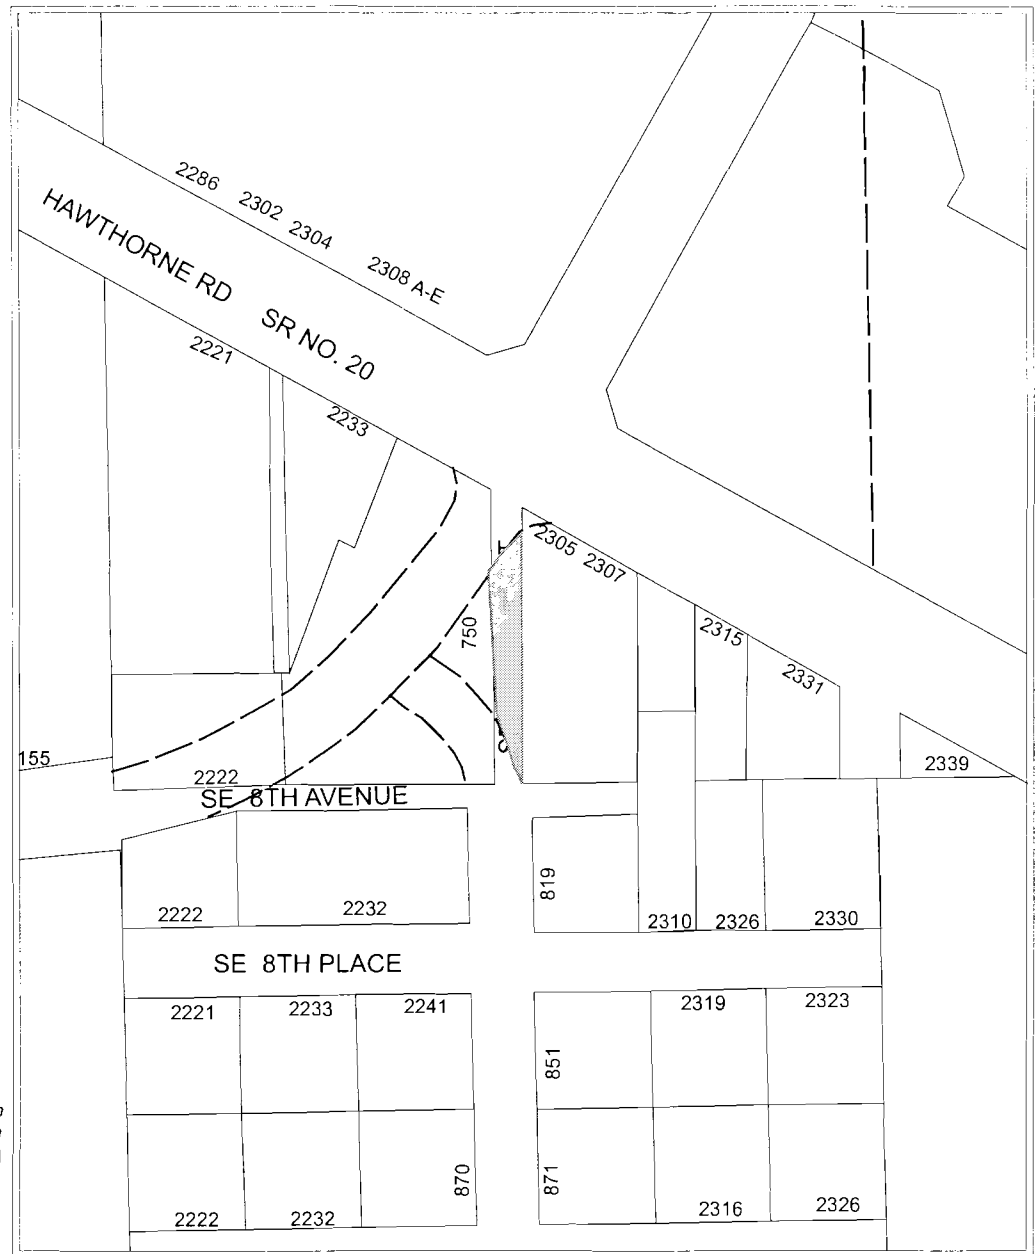 2286 2302 2304 2308 A-E
HAWTHORNE RD SR NO. 20
2221 2233
2305 2307
750
2315
2331
155
2222
2339
SE 8TH AVENUE
819
2222 2232 2310 2326 2330
SE 8TH PLACE
2221 2233 2241 2319 2323
851
870 871
2222 2232 2316 2326